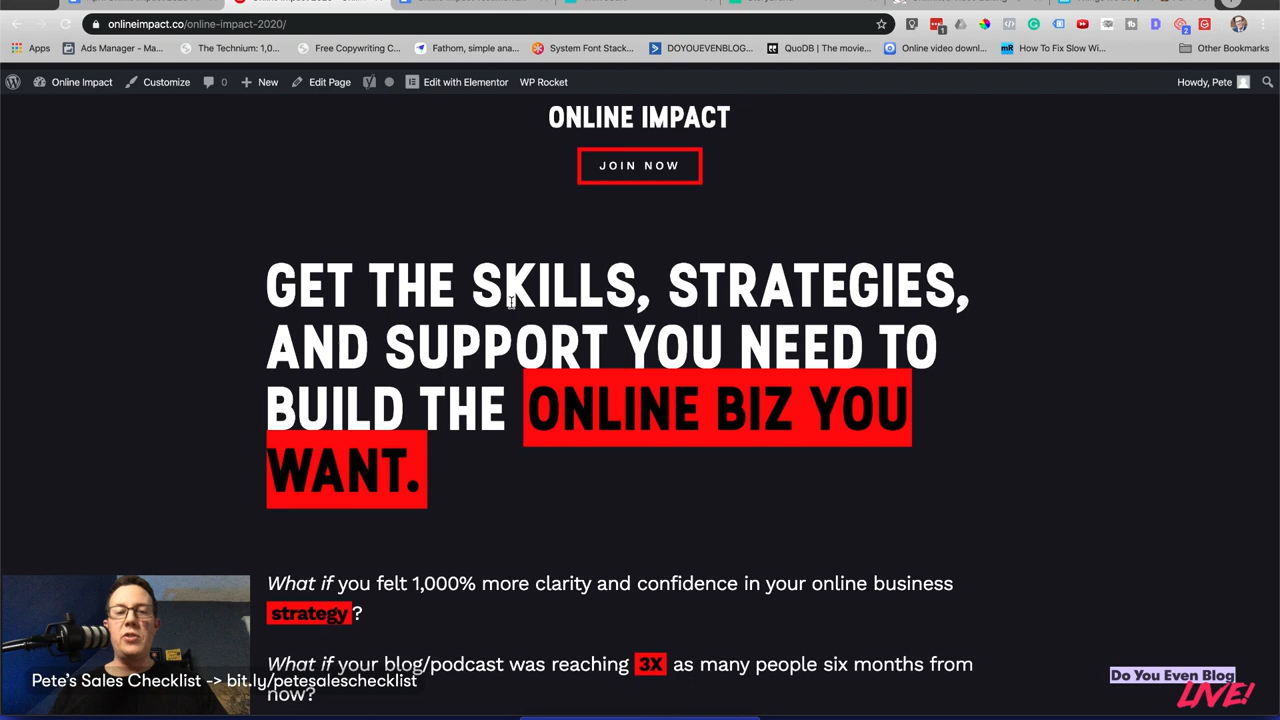 onlineimpact.co/online-impact-2020/
1
2
Apps
Ads Manager - Ma...
The Technium: 1,0...
Free Copywriting C...
Fathom, simple ana...
System Font Stack...
DOYOUEVENBLOG...
QuoDB | The movie...
Online video downl...
How To Fix Slow Wi...
Other Bookmarks
Online Impact
Customize
0
New
Edit Page
Edit with Elementor
WP Rocket
Howdy, Pete
ONLINE IMPACT
JOIN NOW
GET THE SKILLS, STRATEGIES,
AND SUPPORT YOU NEED TO
BUILD THE ONLINE BIZ YOU
WANT.
What if you felt 1,000% more clarity and confidence in your online business
strategy?
What if your blog/podcast was reaching 3X as many people six months from
now?
Pete's Sales Checklist -> bit.ly/petesaleschecklist
Do You Even Blog
LIVE!